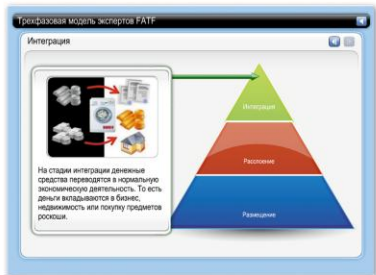 Трехфазовая модель экспертов FATF
Интеграция
Интеграция
Расслоение
Размещение
На стадии интеграции денежные
средства переводятся в нормальную
экономическую деятельность. То есть
деньги вкладываются в бизнес,
недвижимость или покупку предметов
роскоши.